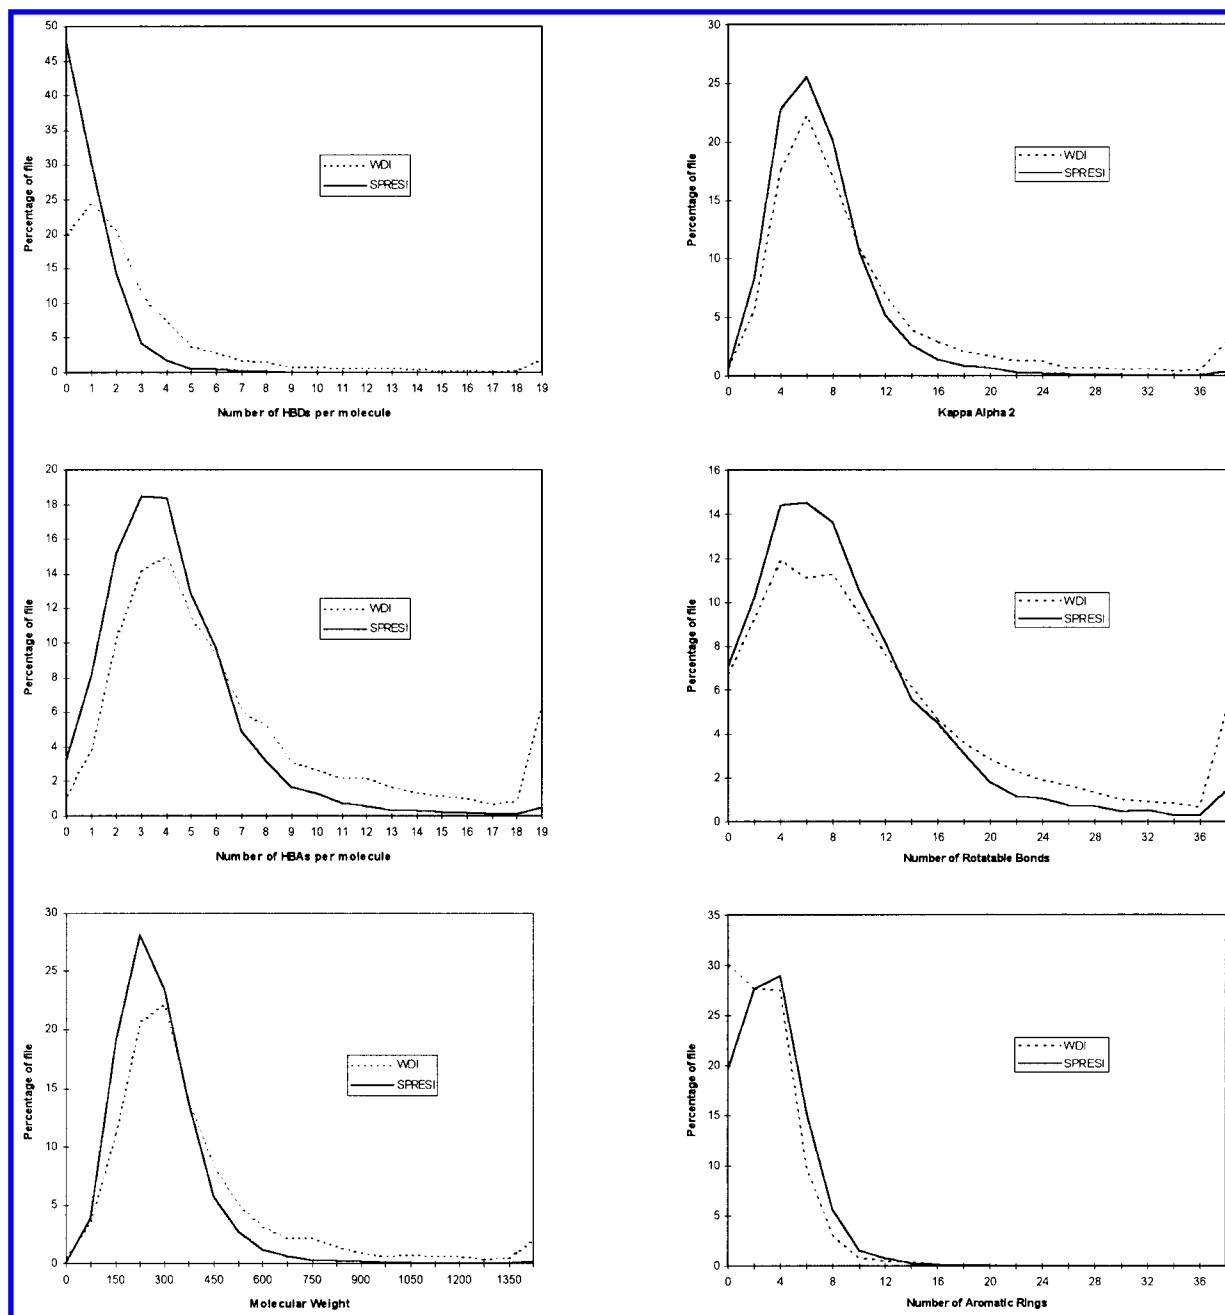 50
45
40
35
30
25
20
15
10
5
0
Percentage of file
WDI
SPRESI
0 1 2 3 4 5 6 7 8 9 10 11 12 13 14 15 16 17 18 19
Number of HBDs per molecule
30
25
20
15
10
5
0
Percentage of file
WDI
SPRESI
0 4 8 12 16 20 24 28 32 36
Kappa Alpha 2
20
18
16
14
12
10
8
6
4
2
0
Percentage of file
WDI
SPRESI
0 1 2 3 4 5 6 7 8 9 10 11 12 13 14 15 16 17 18 19
Number of HBAs per molecule
16
14
12
10
8
6
4
2
0
Percentage of file
WDI
SPRESI
0 4 8 12 16 20 24 28 32 36
Number of Rotatable Bonds
30
25
20
15
10
5
0
Percentage of file
WDI
SPRESI
0 150 300 450 600 750 900 1050 1200 1350
Molecular Weight
35
30
25
20
15
10
5
0
Percentage of file
WDI
SPRESI
0 4 8 12 16 20 24 28 32 36
Number of Aromatic Rings